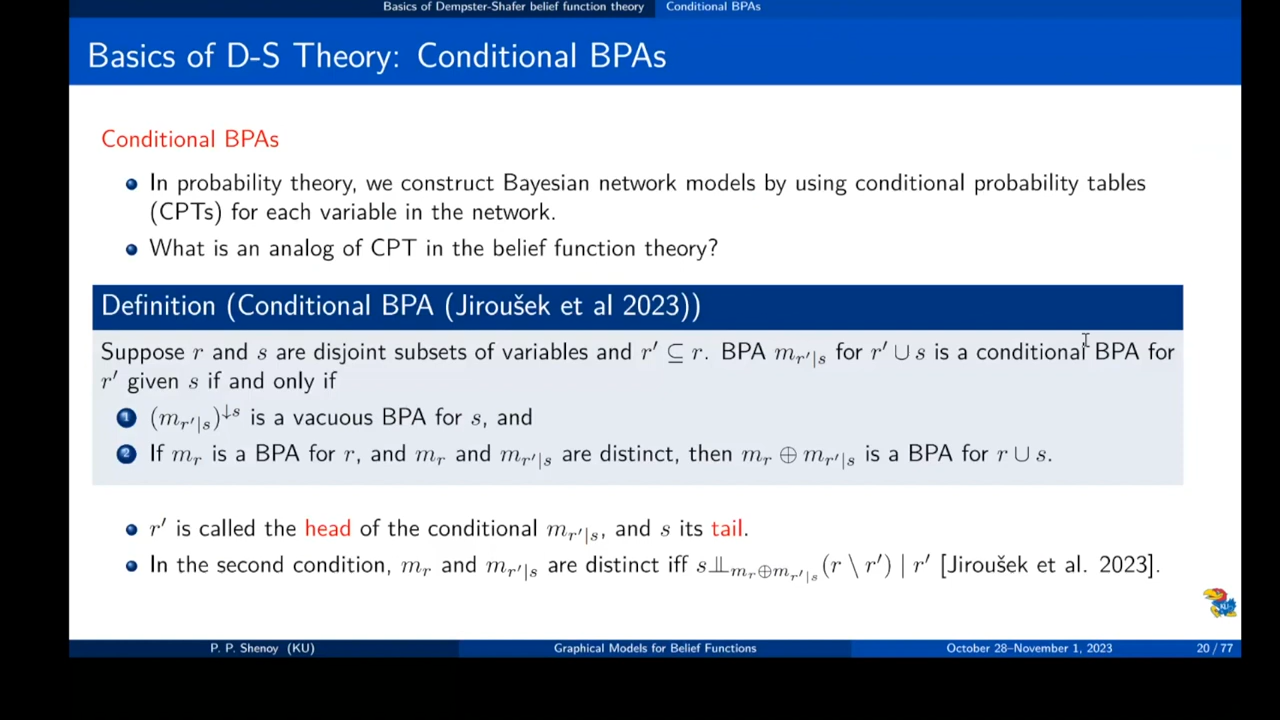 Basics of Dempster-Shafer belief function theory Conditional BPAs
Basics of D-S Theory: Conditional BPAs
Conditional BPAs
In probability theory, we construct Bayesian network models by using conditional probability tables
(CPTs) for each variable in the network.
What is an analog of CPT in the belief function theory?
Definition (Conditional BPA (Jiroušek et al 2023))
Suppose r and s are disjoint subsets of variables and r′ ⊆ r. BPA m_{r′|s} for r′ ∪ s is a conditional BPA for
r′ given s if and only if
1 (m_{r′|s})^{↓s} is a vacuous BPA for s, and
2 If m_r is a BPA for r, and m_r and m_{r′|s} are distinct, then m_r ⊕ m_{r′|s} is a BPA for r ∪ s.
r′ is called the head of the conditional m_{r′|s}, and s its tail.
In the second condition, m_r and m_{r′|s} are distinct iff s ⫫_{m_r⊕m_{r′|s}} (r \ r′) | r′ [Jiroušek et al. 2023].
KU
P. P. Shenoy (KU) Graphical Models for Belief Functions October 28–November 1, 2023 20 / 77